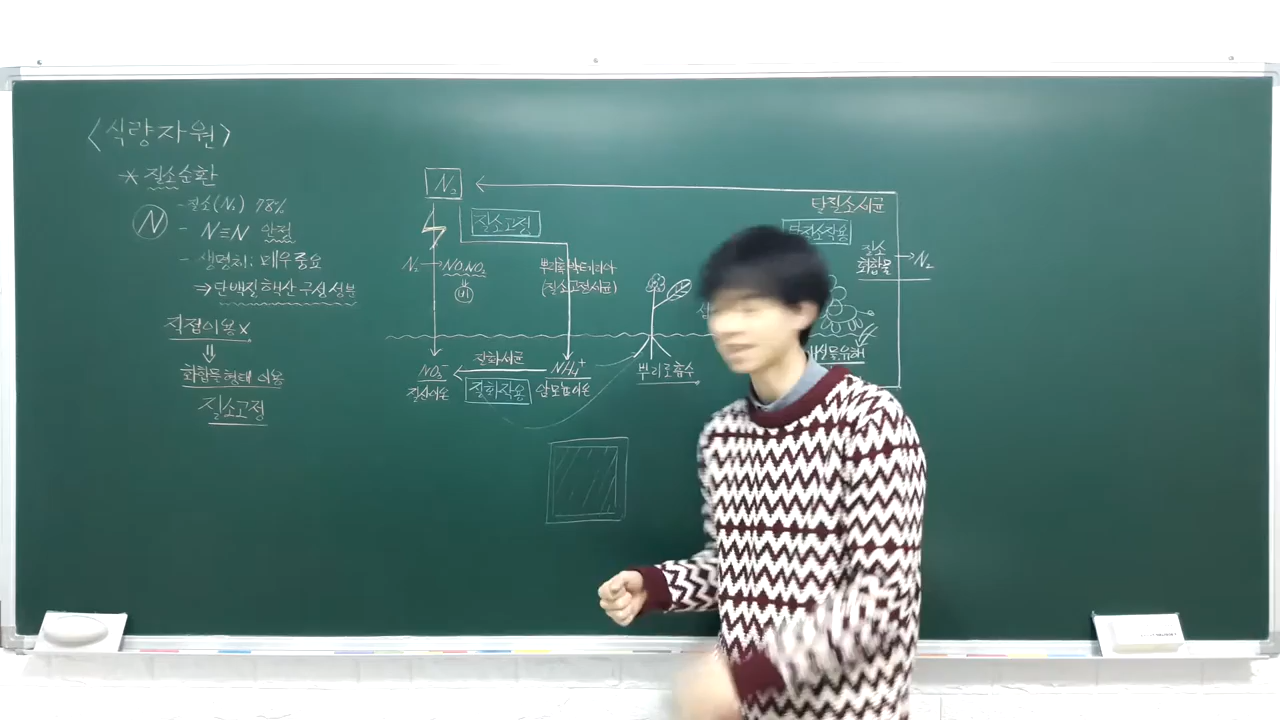 <식량자원>
* 질소순환
N
- 질소(N₂) 78%
- N≡N 안정
- 생명체: 매우 중요
⇒ 단백질 핵산 구성성분
직접이용 x
⇓
화합물 형태 이용
질소고정
N₂
질소고정
N₂ → NO, NO₂
비
뿌리혹박테리아
(질소고정세균)
탈질소세균
탈질소작용
질소
화합물
→ N₂
NO₃⁻
질산이온
질화세균
질화작용
NH₄⁺
암모늄이온
뿌리로흡수